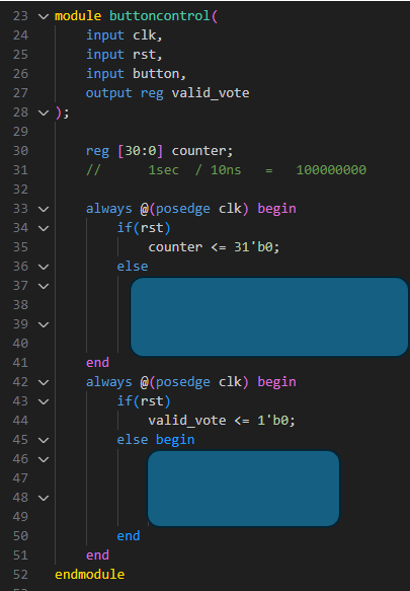 23 module buttoncontrol(
24 input clk,
25 input rst,
26 input button,
27 output reg valid_vote
28 );
29
30 reg [30:0] counter;
31 // 1sec / 10ns = 100000000
32
33 always @(posedge clk) begin
34 if(rst)
35 counter <= 31'b0;
36 else
37
38
39
40
41 end
42 always @(posedge clk) begin
43 if(rst)
44 valid_vote <= 1'b0;
45 else begin
46
47
48
49
50 end
51 end
52 endmodule